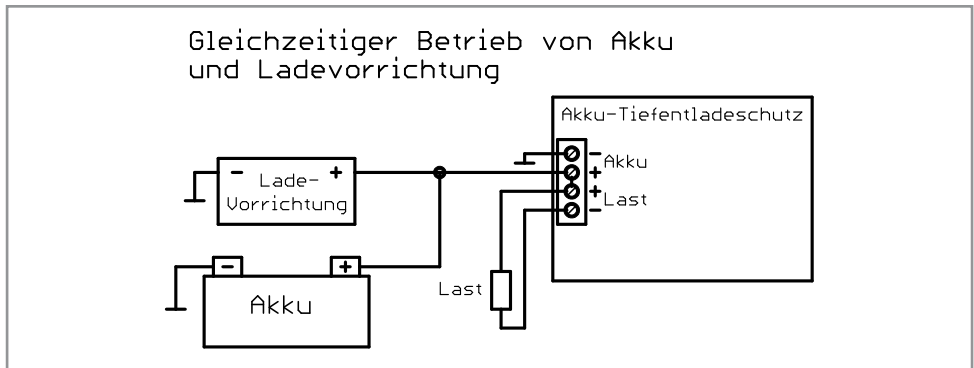 Gleichzeitiger Betrieb von Akku
und Ladevorrichtung
Akku-Tiefentladeschutz
- Akku
+
+
- Last
- +
Lade-
Vorrichtung
- +
Akku
Last